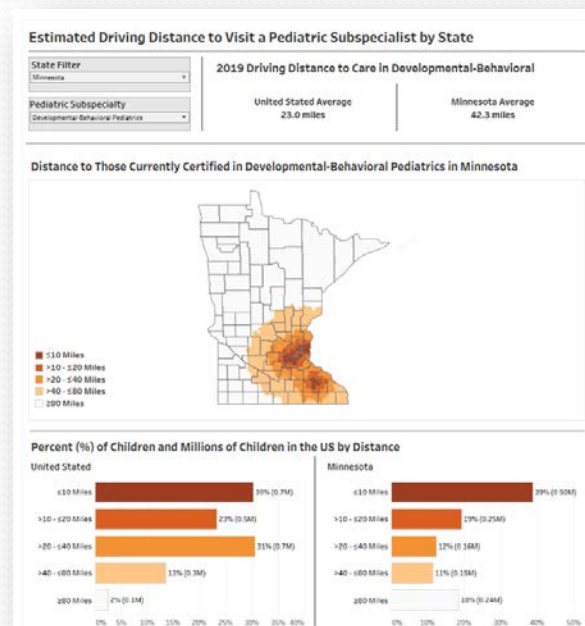 Estimated Driving Distance to Visit a Pediatric Subspecialist by State
State Filter
Minnesota
Pediatric Subspecialty
Developmental-Behavioral Pediatrics
2019 Driving Distance to Care in Developmental-Behavioral
United Stated Average
23.0 miles
Minnesota Average
42.3 miles
Distance to Those Currently Certified in Developmental-Behavioral Pediatrics in Minnesota
≤10 Miles
>10 - ≤20 Miles
>20 - ≤40 Miles
>40 - ≤80 Miles
≥80 Miles
Percent (%) of Children and Millions of Children in the US by Distance
United Stated
≤10 Miles 30% (0.7M)
>10 - ≤20 Miles 23% (0.5M)
>20 - ≤40 Miles 31% (0.7M)
>40 - ≤80 Miles 13% (0.3M)
≥80 Miles 2% (0.1M)
0% 5% 10% 15% 20% 25% 30% 35% 40%
Minnesota
≤10 Miles 39% (0.50M)
>10 - ≤20 Miles 19% (0.25M)
>20 - ≤40 Miles 12% (0.16M)
>40 - ≤80 Miles 11% (0.15M)
≥80 Miles 18% (0.24M)
0% 10% 20% 30% 40% 50%